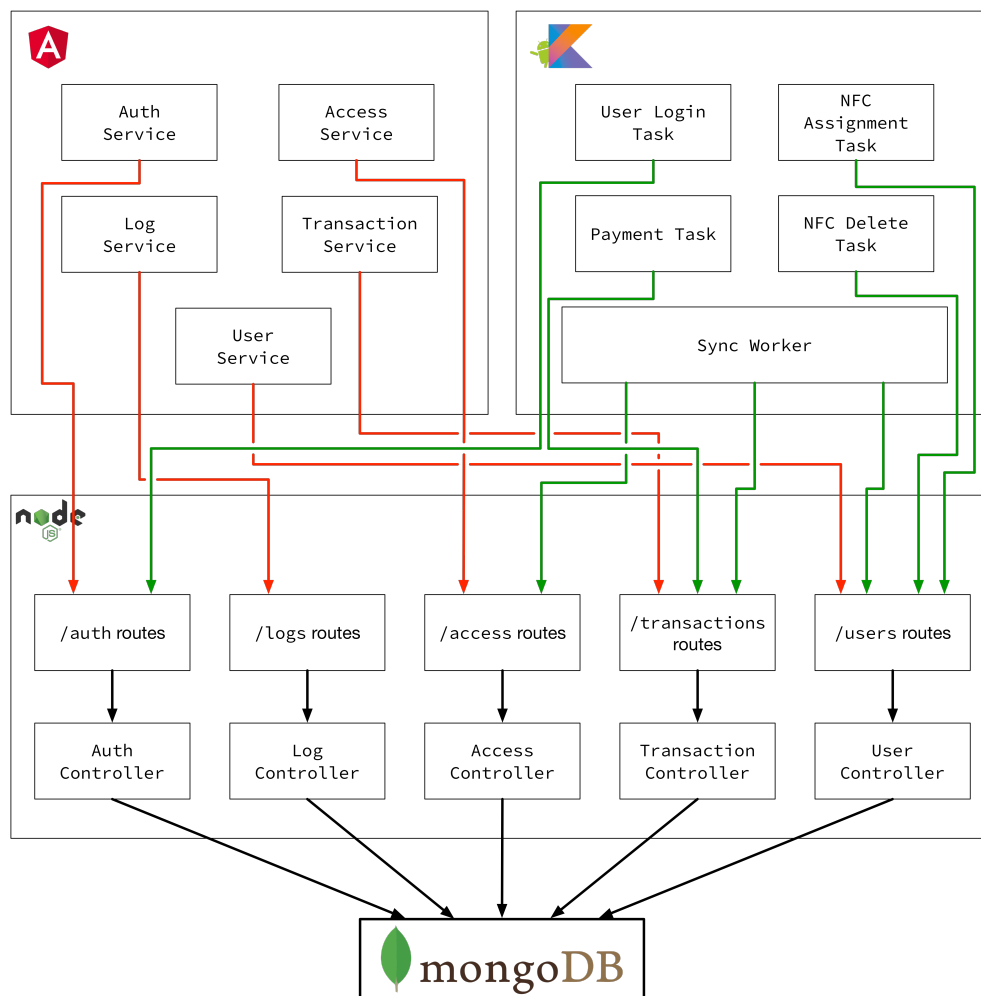 A
Auth
Service
Access
Service
User Login
Task
NFC
Assignment
Task
Log
Service
Transaction
Service
Payment Task
NFC Delete
Task
User
Service
Sync Worker
node
JS
/auth routes
/logs routes
/access routes
/transactions
routes
/users routes
Auth
Controller
Log
Controller
Access
Controller
Transaction
Controller
User
Controller
mongoDB